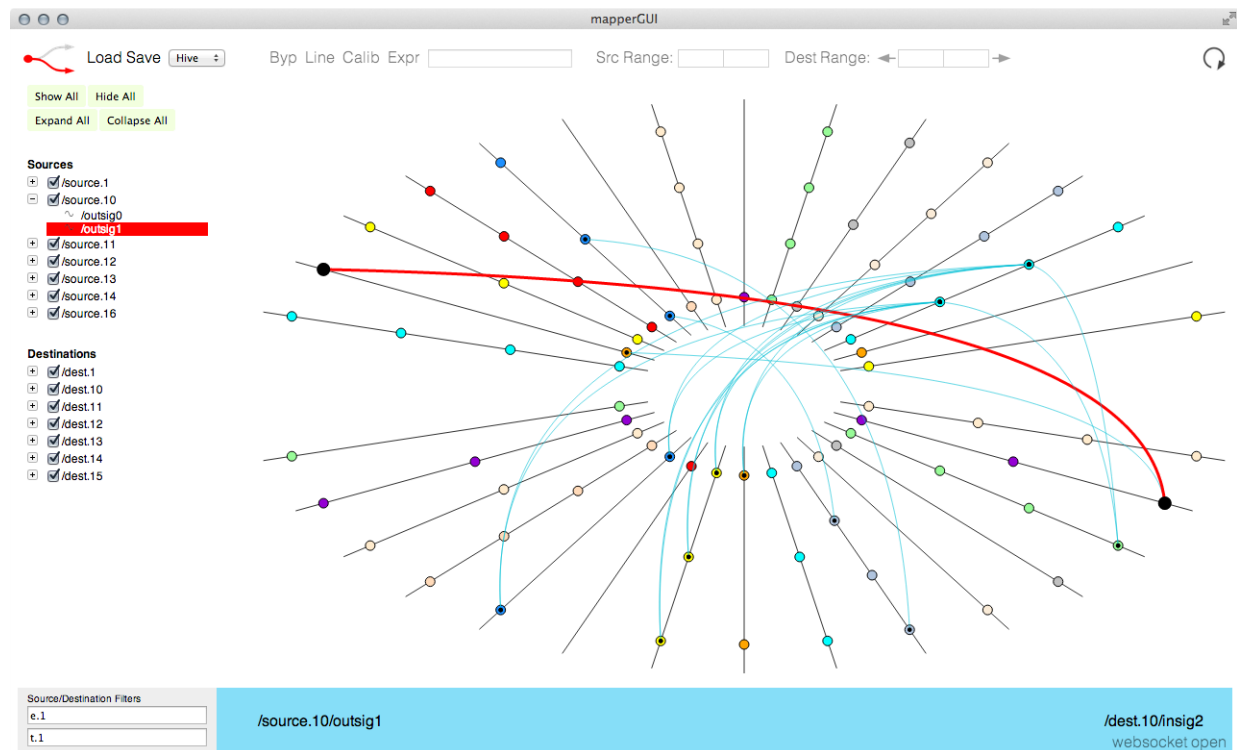 mapperGUI
Load Save Hive Byp Line Calib Expr Src Range: Dest Range:
Show All Hide All
Expand All Collapse All
Sources
/source.1
/source.10
/outsig0
/outsig1
/source.11
/source.12
/source.13
/source.14
/source.16
Destinations
/dest.1
/dest.10
/dest.11
/dest.12
/dest.13
/dest.14
/dest.15
Source/Destination Filters
e.1
t.1
/source.10/outsig1 /dest.10/insig2
websocket open